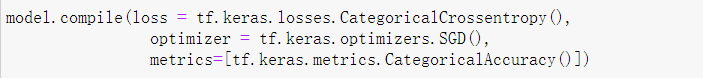 model.compile(loss = tf.keras.losses.CategoricalCrossentropy(),
optimizer = tf.keras.optimizers.SGD(),
metrics=[tf.keras.metrics.CategoricalAccuracy()])